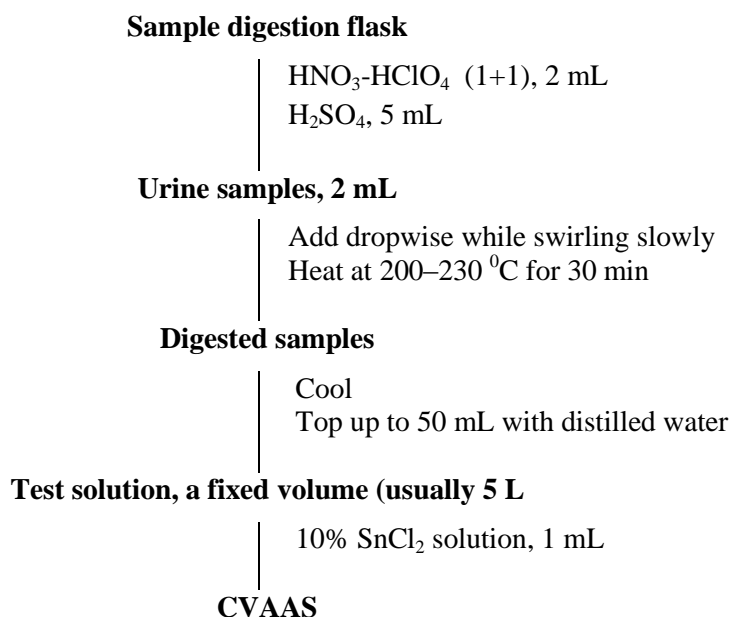 Sample digestion flask
HNO₃-HClO₄ (1+1), 2 mL
H₂SO₄, 5 mL
Urine samples, 2 mL
Add dropwise while swirling slowly
Heat at 200–230 ⁰C for 30 min
Digested samples
Cool
Top up to 50 mL with distilled water
Test solution, a fixed volume (usually 5 L
10% SnCl₂ solution, 1 mL
CVAAS